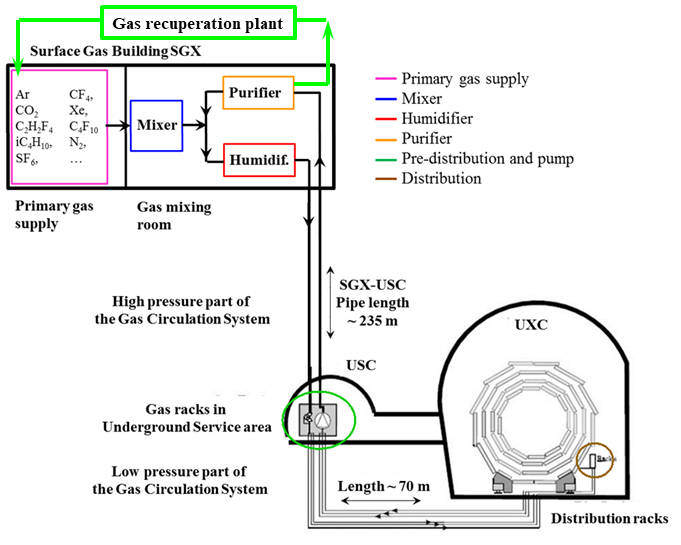 Gas recuperation plant
Surface Gas Building SGX
Ar CF₄,
CO₂ Xe,
C₂H₂F₄ C₄F₁₀
iC₄H₁₀, N₂,
SF₆, ...
Mixer
Purifier
Humidif.
Primary gas supply
Mixer
Humidifier
Purifier
Pre-distribution and pump
Distribution
Primary gas
supply
Gas mixing
room
High pressure part of
the Gas Circulation System
SGX-USC
Pipe length
~ 235 m
UXC
USC
Gas racks in
Underground Service area
Racks
Low pressure part of
the Gas Circulation System
Length ~ 70 m
Distribution racks